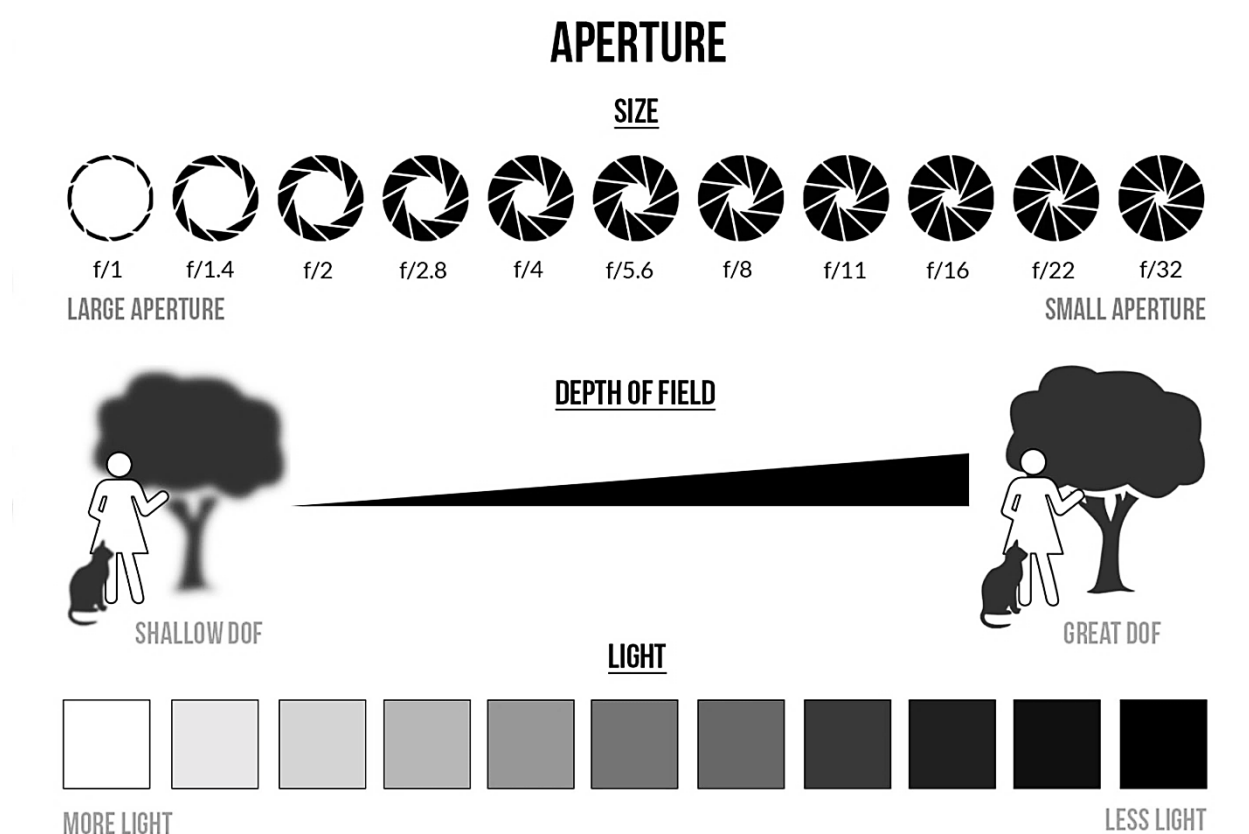 APERTURE
SIZE
f/1 f/1.4 f/2 f/2.8 f/4 f/5.6 f/8 f/11 f/16 f/22 f/32
LARGE APERTURE SMALL APERTURE
DEPTH OF FIELD
SHALLOW DOF GREAT DOF
LIGHT
MORE LIGHT LESS LIGHT